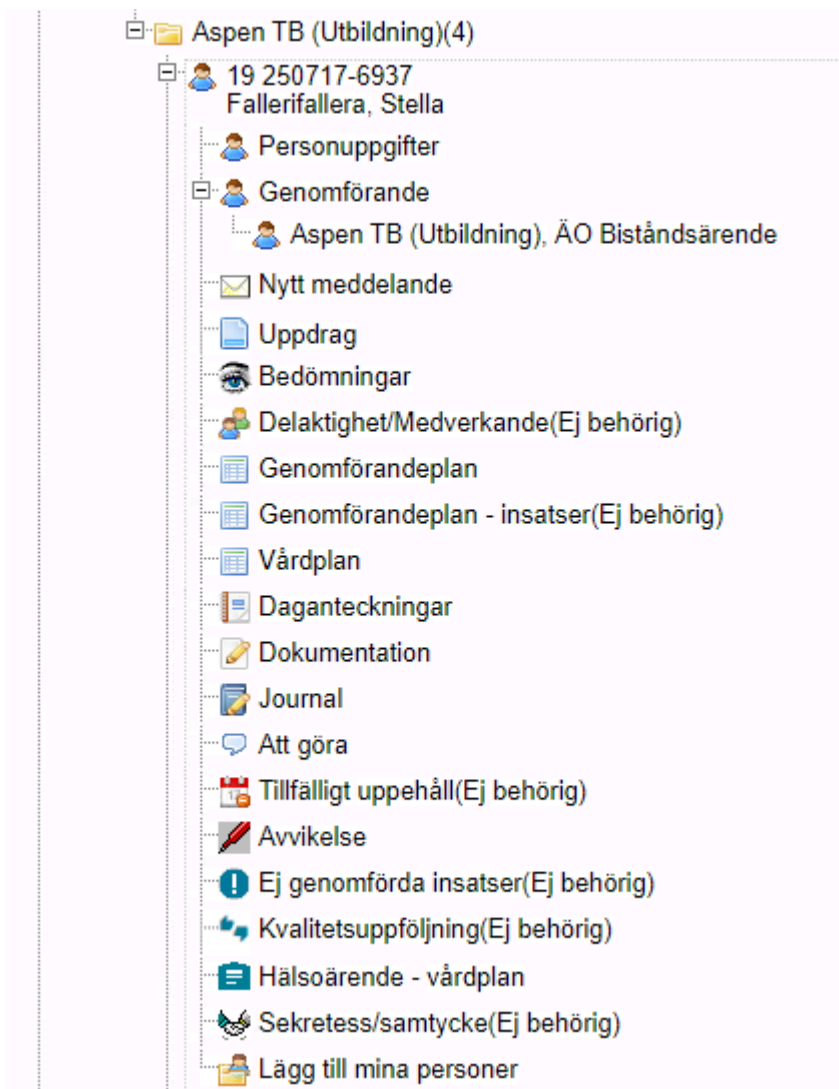 Aspen TB (Utbildning)(4)
19 250717-6937
Fallerifallera, Stella
Personuppgifter
Genomförande
Aspen TB (Utbildning), ÄO Biståndsärende
Nytt meddelande
Uppdrag
Bedömningar
Delaktighet/Medverkande(Ej behörig)
Genomförandeplan
Genomförandeplan - insatser(Ej behörig)
Vårdplan
Daganteckningar
Dokumentation
Journal
Att göra
Tillfälligt uppehåll(Ej behörig)
Avvikelse
Ej genomförda insatser(Ej behörig)
Kvalitetsuppföljning(Ej behörig)
Hälsoärende - vårdplan
Sekretess/samtycke(Ej behörig)
Lägg till mina personer